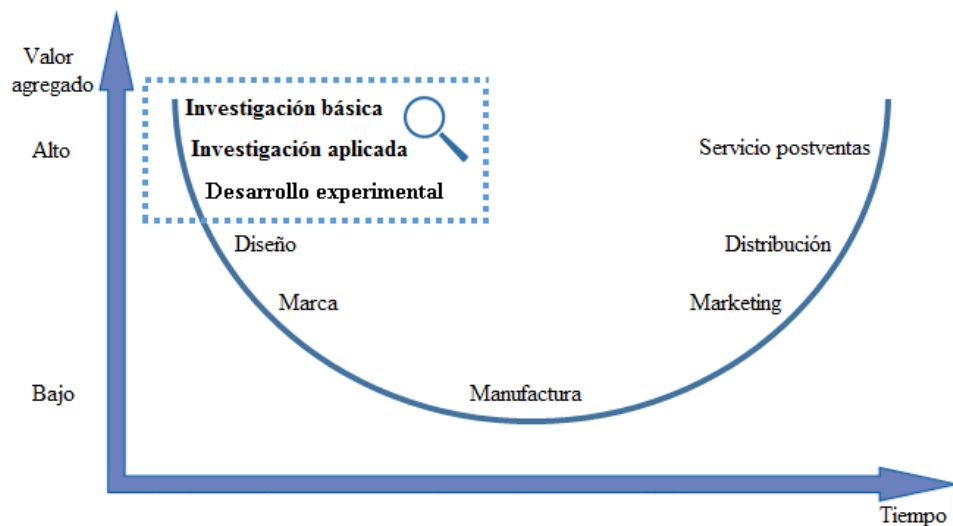 Valor
agregado
Alto
Bajo
Investigación básica
Investigación aplicada
Desarrollo experimental
Diseño
Marca
Manufactura
Marketing
Distribución
Servicio postventas
Tiempo